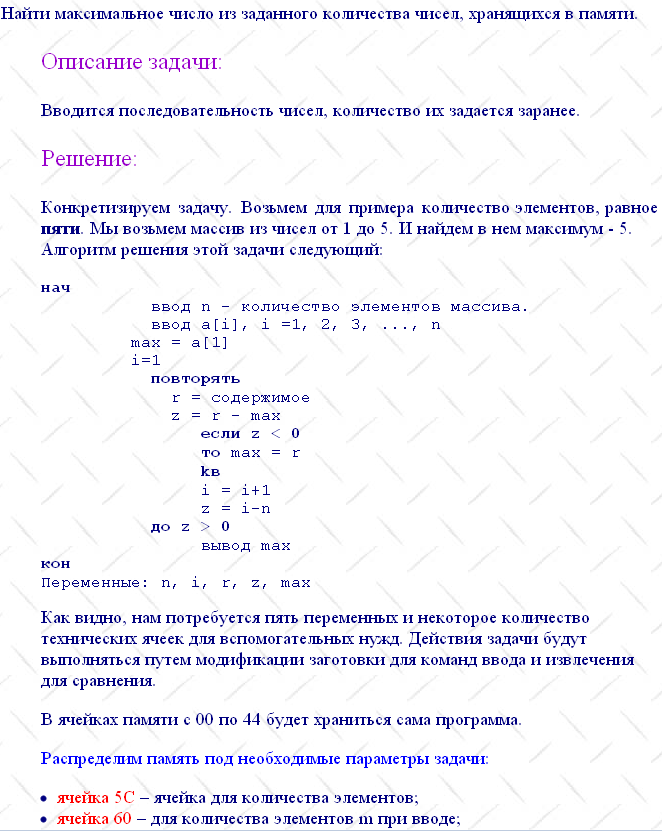 Найти максимальное число из заданного количества чисел, хранящихся в памяти.
Описание задачи:
Вводится последовательность чисел, количество их задается заранее.
Решение:
Конкретизируем задачу. Возьмем для примера количество элементов, равное
пяти. Мы возьмем массив из чисел от 1 до 5. И найдем в нем максимум - 5.
Алгоритм решения этой задачи следующий:
нач
ввод n - количество элементов массива.
ввод a[i], i =1, 2, 3, ..., n
max = a[1]
i=1
повторять
r = содержимое
z = r - max
если z < 0
то max = r
kв
i = i+1
z = i-n
до z > 0
вывод max
кон
Переменные: n, i, r, z, max
Как видно, нам потребуется пять переменных и некоторое количество
технических ячеек для вспомогательных нужд. Действия задачи будут
выполняться путем модификации заготовки для команд ввода и извлечения
для сравнения.
В ячейках памяти с 00 по 44 будет храниться сама программа.
Распределим память под необходимые параметры задачи:
• ячейка 5C – ячейка для количества элементов;
• ячейка 60 – для количества элементов m при вводе;